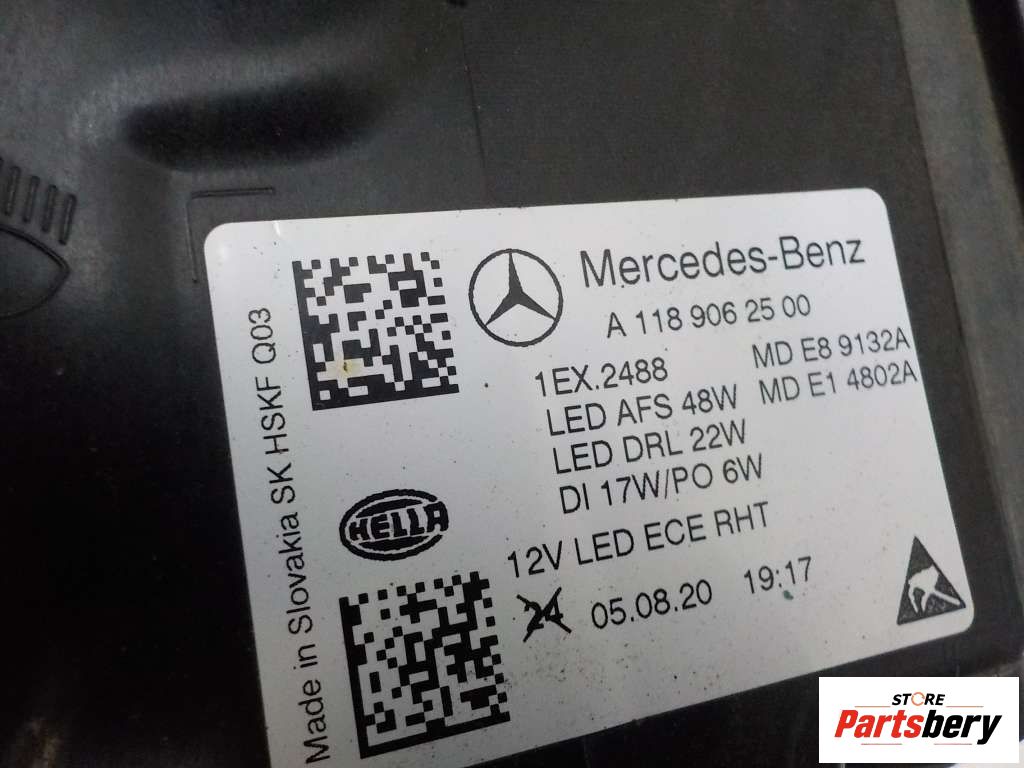 Mercedes-Benz
A 118 906 25 00
1EX.2488
MD E8 9132A
LED AFS 48W
MD E1 4802A
LED DRL 22W
DI 17W/PO 6W
12V LED ECE RHT
24 05.08.20 19:17
HELLA
Made in Slovakia SK HSKF Q03
STORE
Partsbery